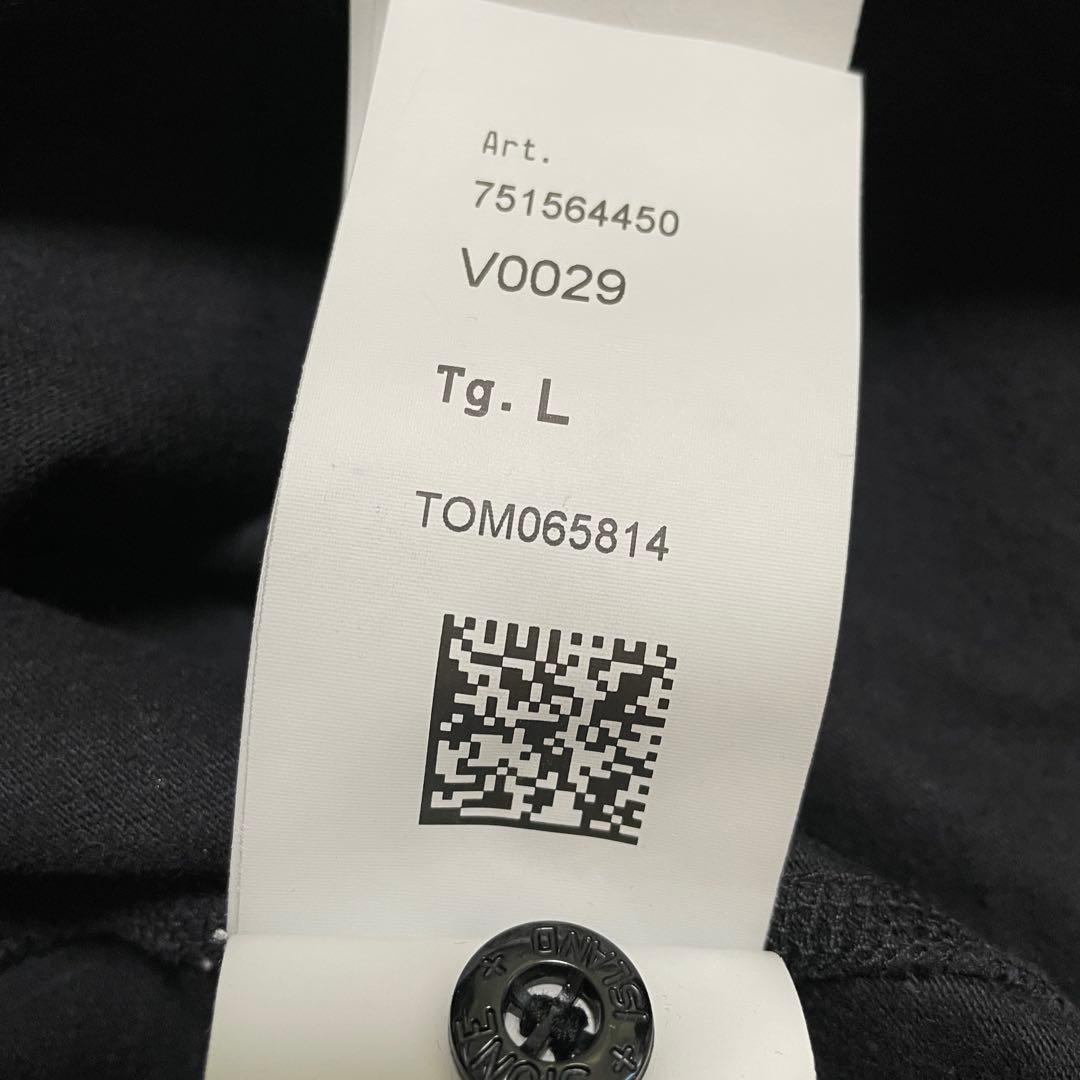 Art.
751564450
V0029
Tg. L
TOM065814
STONE ISLAND